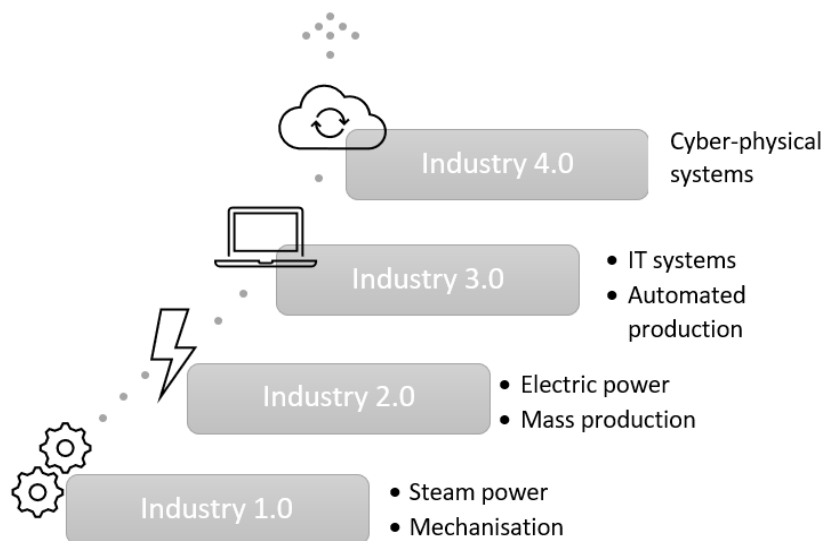 Industry 4.0
Cyber-physical
systems
Industry 3.0
• IT systems
• Automated
production
Industry 2.0
• Electric power
• Mass production
Industry 1.0
• Steam power
• Mechanisation